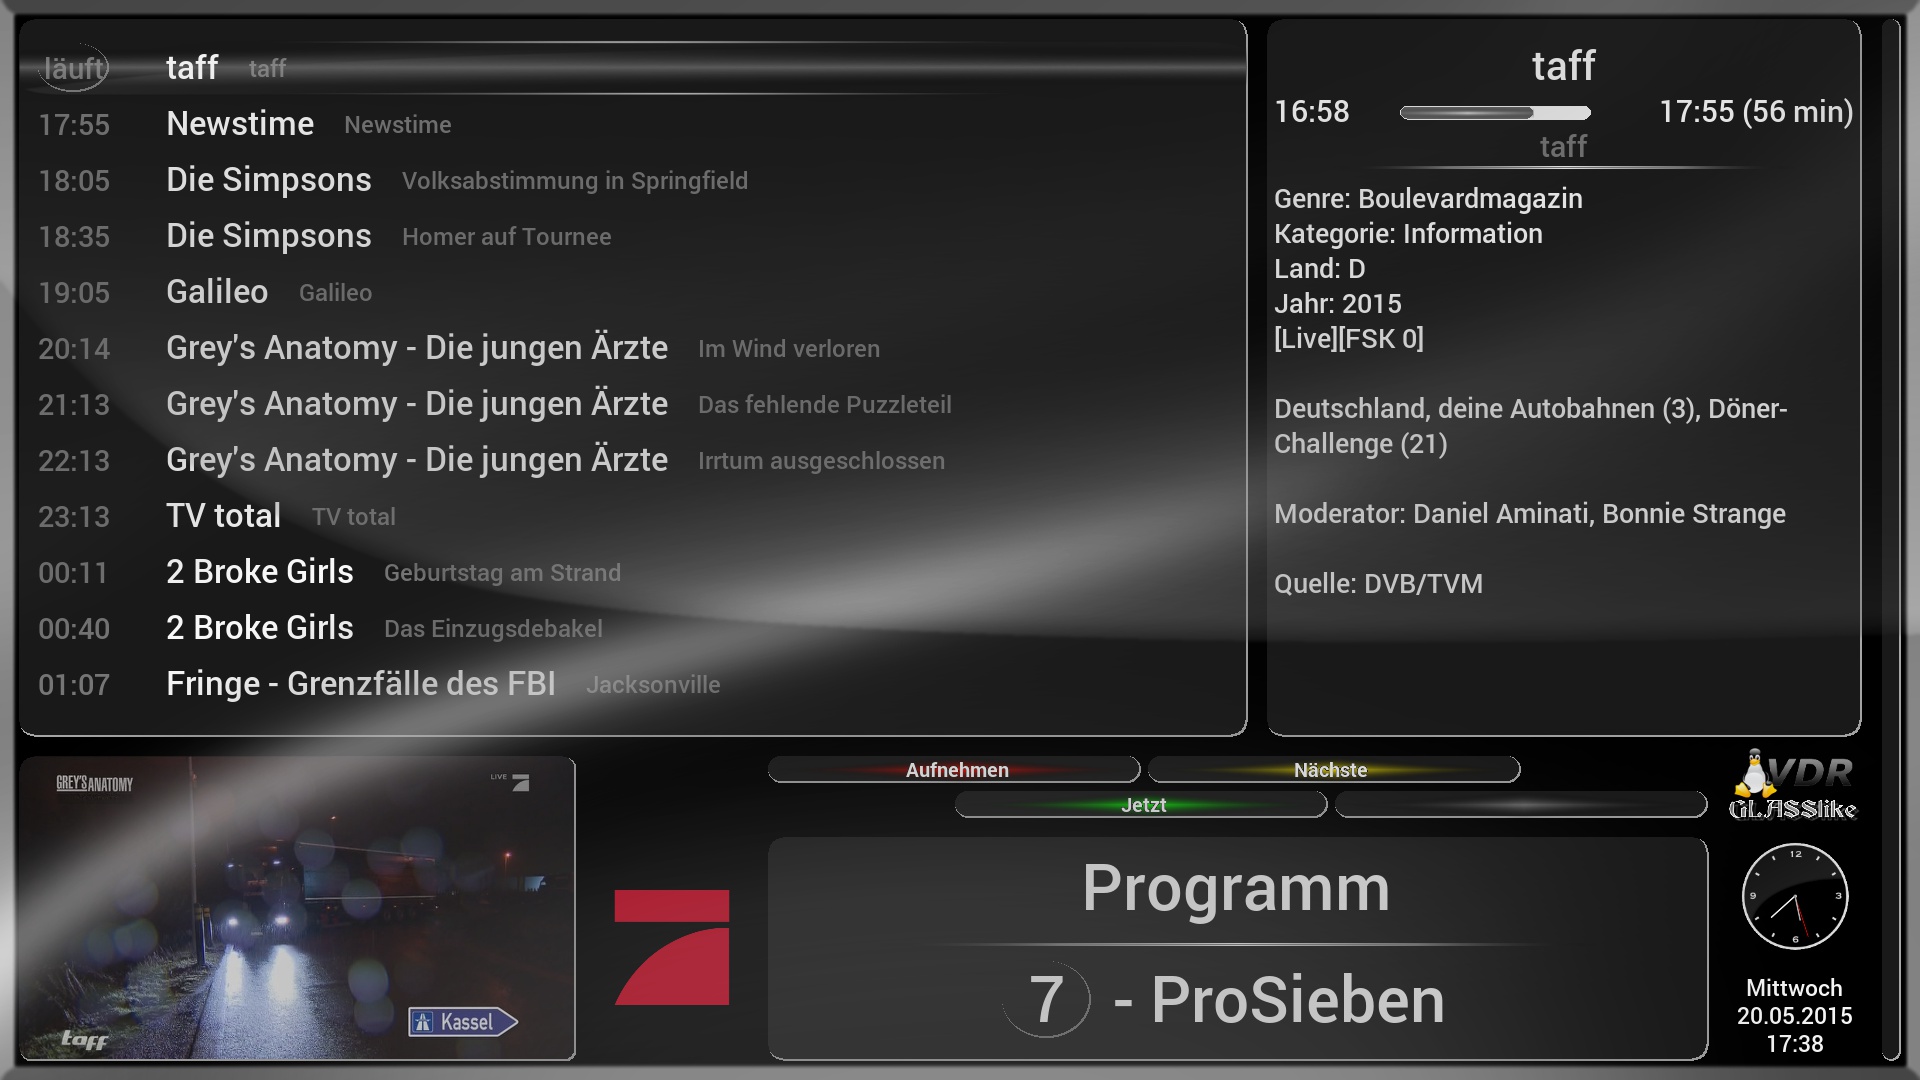 läuft taff taff
17:55 Newstime Newstime
18:05 Die Simpsons Volksabstimmung in Springfield
18:35 Die Simpsons Homer auf Tournee
19:05 Galileo Galileo
20:14 Grey's Anatomy - Die jungen Ärzte Im Wind verloren
21:13 Grey's Anatomy - Die jungen Ärzte Das fehlende Puzzleteil
22:13 Grey's Anatomy - Die jungen Ärzte Irrtum ausgeschlossen
23:13 TV total TV total
00:11 2 Broke Girls Geburtstag am Strand
00:40 2 Broke Girls Das Einzugsdebakel
01:07 Fringe - Grenzfälle des FBI Jacksonville
taff
16:58 17:55 (56 min)
taff
Genre: Boulevardmagazin
Kategorie: Information
Land: D
Jahr: 2015
[Live][FSK 0]
Deutschland, deine Autobahnen (3), Döner-
Challenge (21)
Moderator: Daniel Aminati, Bonnie Strange
Quelle: DVB/TVM
GREY'S ANATOMY
LIVE
Kassel
taff
Aufnehmen Nächste
Jetzt
Programm
7 - ProSieben
VDR
GLASSlike
12
9 3
6
Mittwoch
20.05.2015
17:38